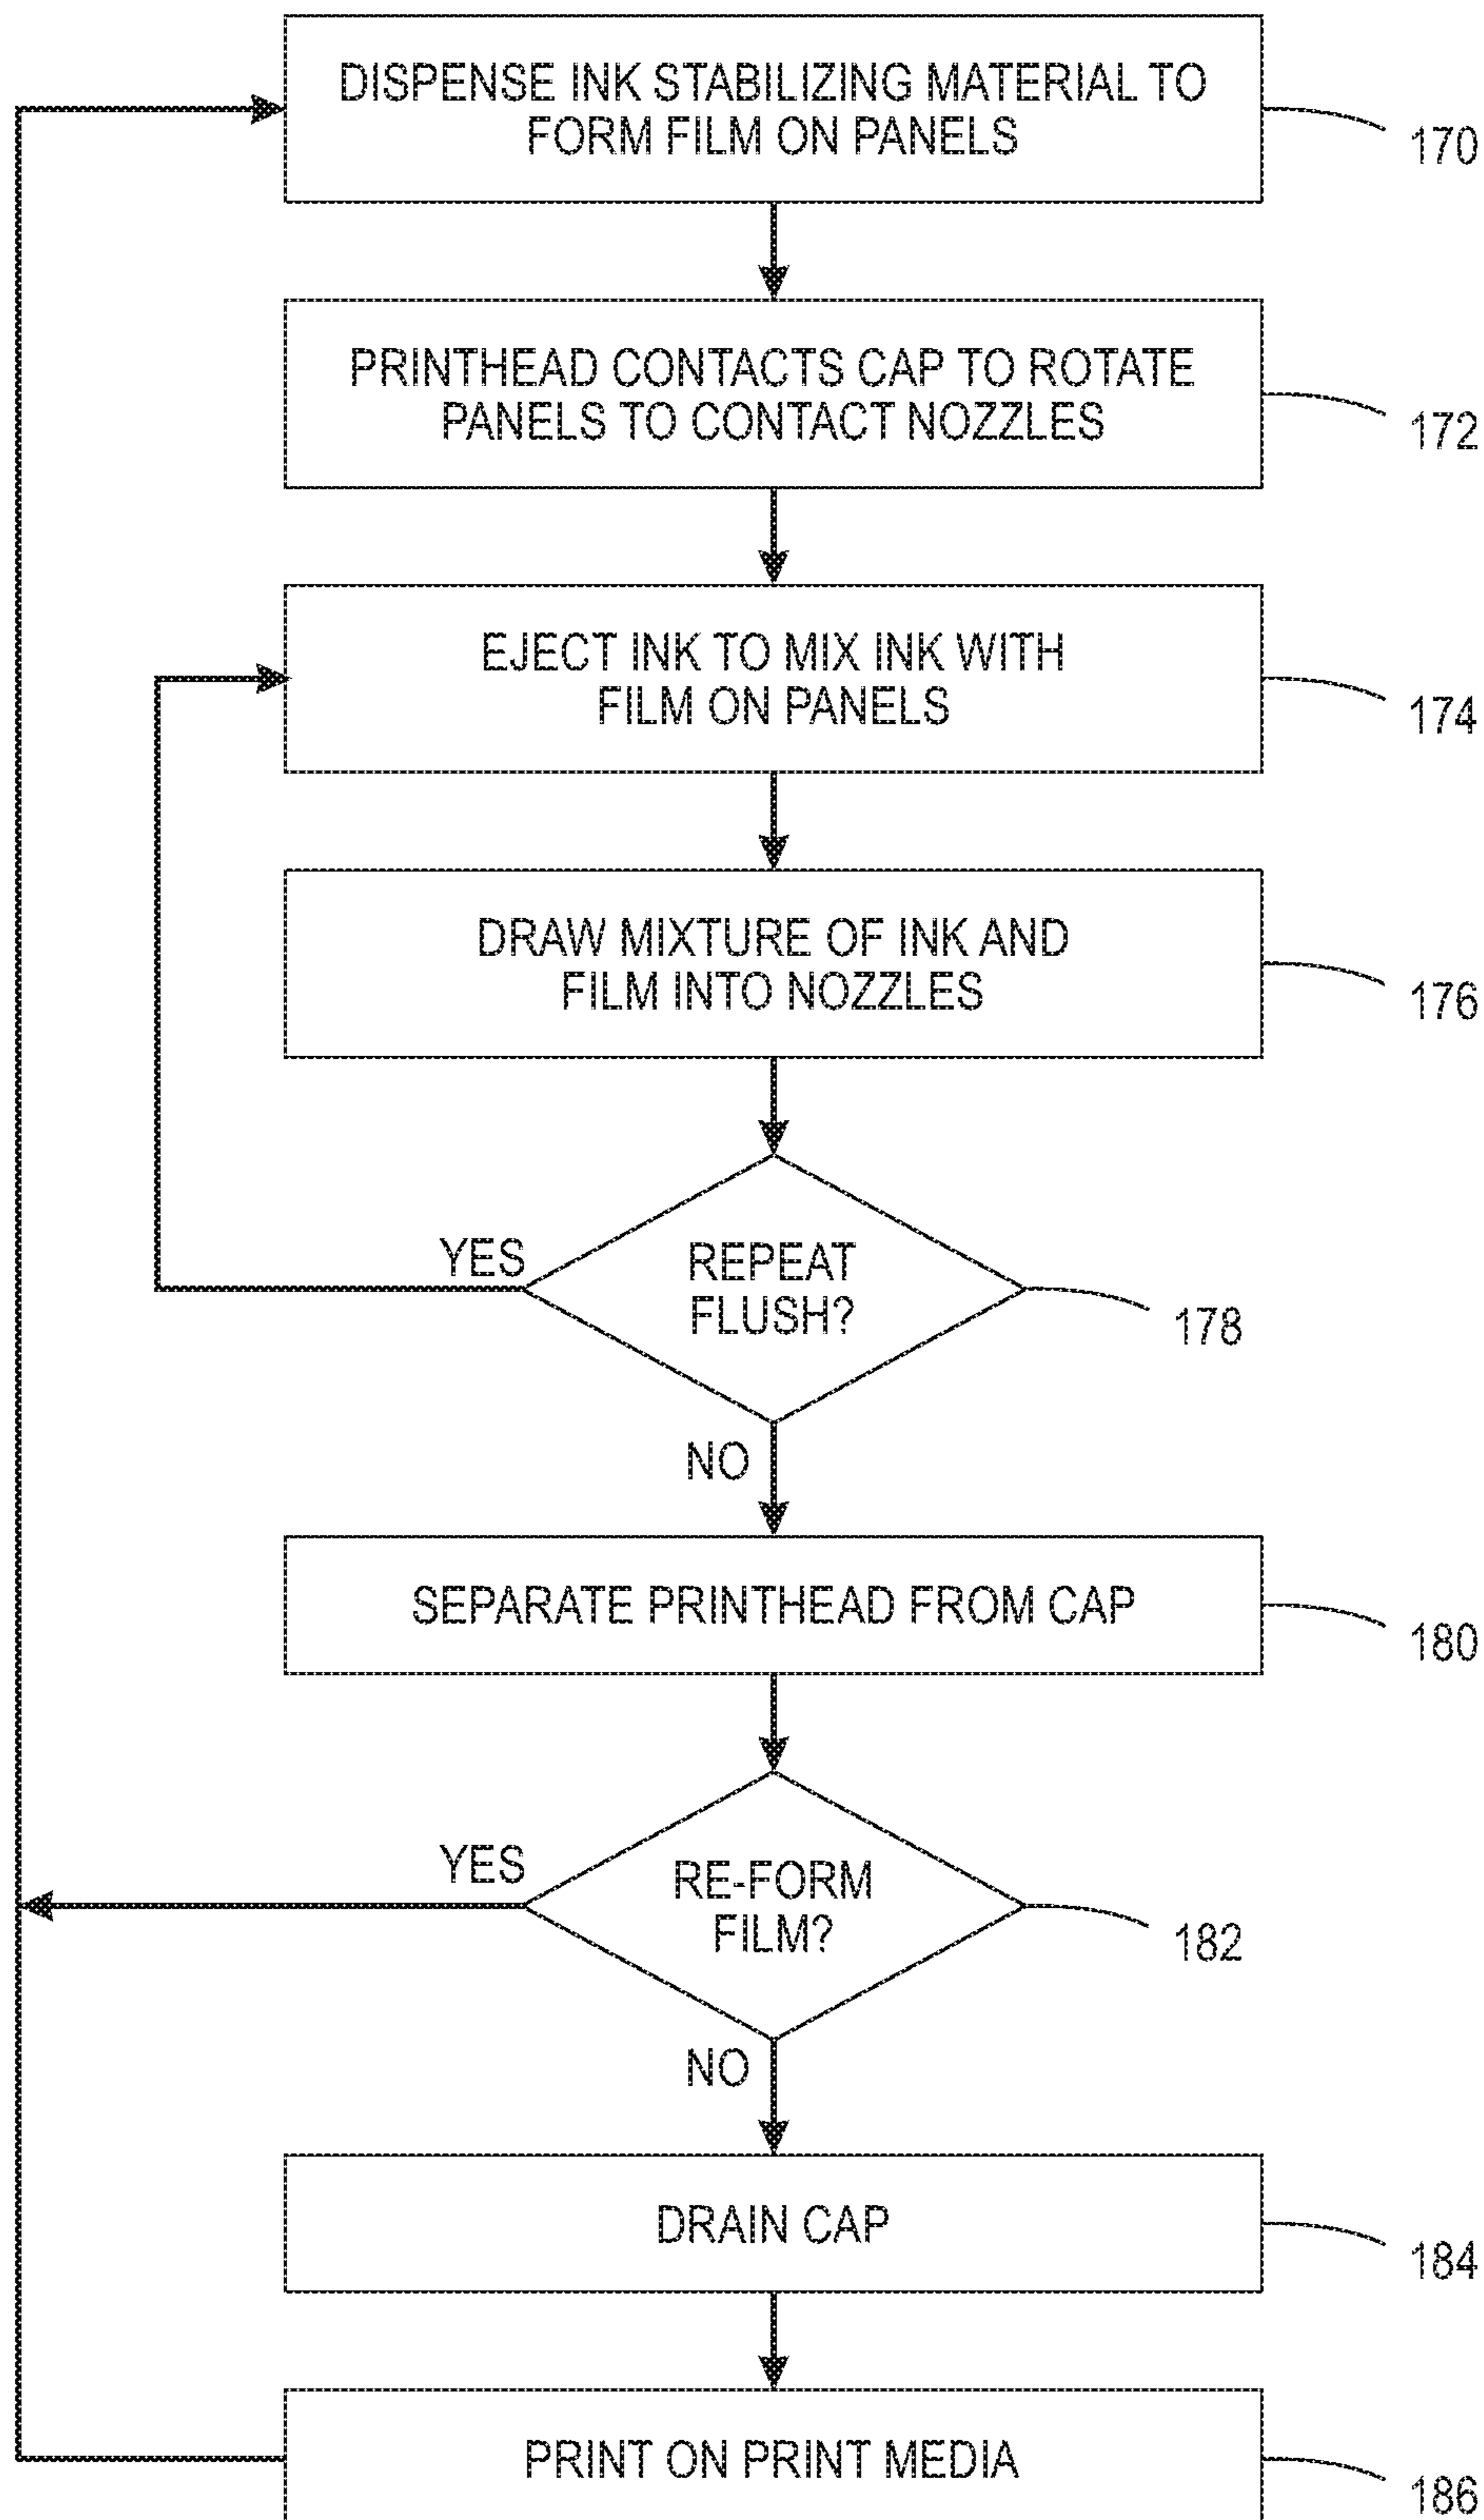 DISPENSE INK STABILIZING MATERIAL TO
FORM FILM ON PANELS
170
PRINTHEAD CONTACTS CAP TO ROTATE
PANELS TO CONTACT NOZZLES
172
EJECT INK TO MIX INK WITH
FILM ON PANELS
174
DRAW MIXTURE OF INK AND
FILM INTO NOZZLES
176
YES
REPEAT
FLUSH?
178
NO
SEPARATE PRINTHEAD FROM CAP
180
YES
RE-FORM
FILM?
182
NO
DRAIN CAP
184
PRINT ON PRINT MEDIA
186